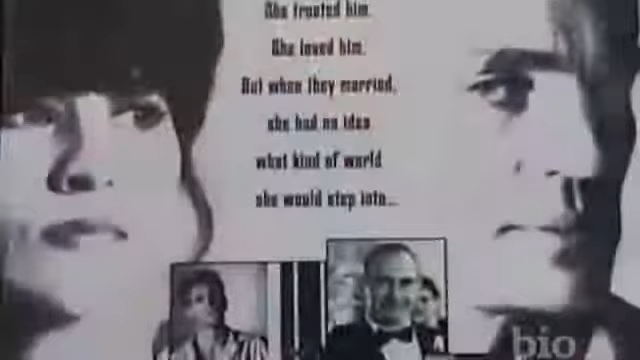 She trusted him.
She loved him.
But when they married,
she had no idea
what kind of world
she would step into...
bio